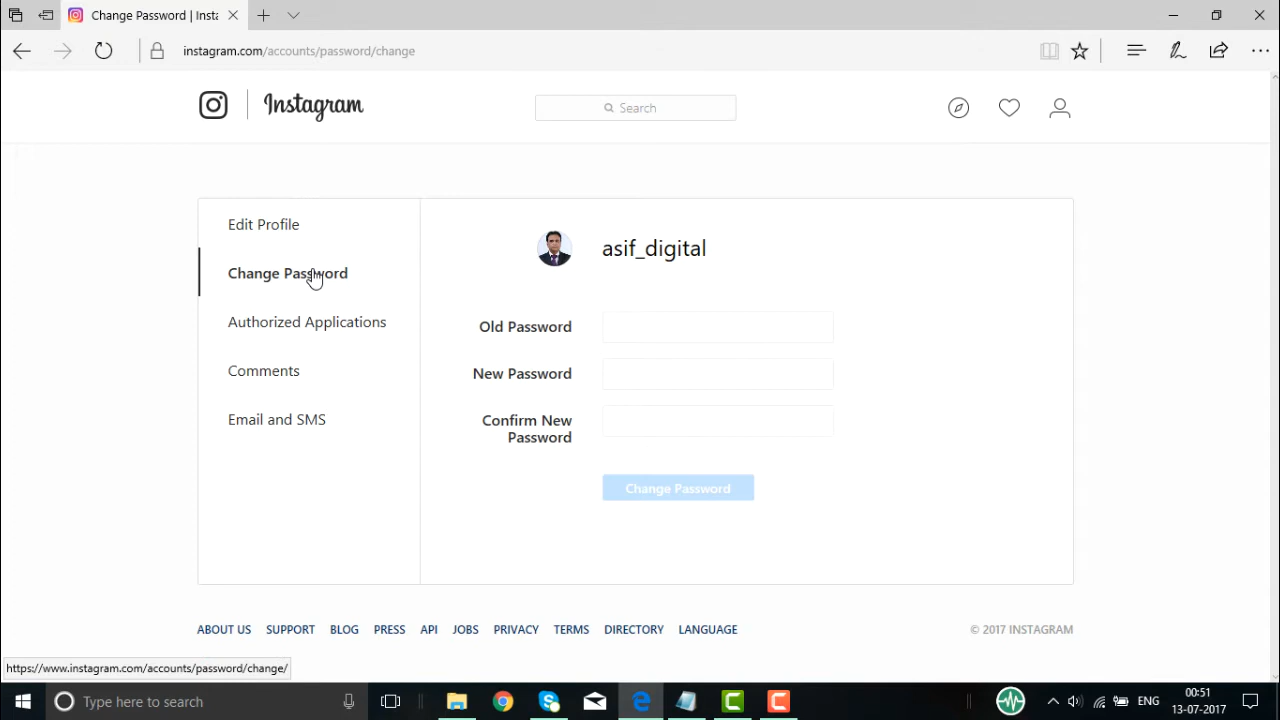 Change Password | Insta
instagram.com/accounts/password/change
Instagram
Search
Edit Profile
Change Password
Authorized Applications
Comments
Email and SMS
asif_digital
Old Password
New Password
Confirm New
Password
Change Password
ABOUT US SUPPORT BLOG PRESS API JOBS PRIVACY TERMS DIRECTORY LANGUAGE
© 2017 INSTAGRAM
https://www.instagram.com/accounts/password/change/
Type here to search
ENG
00:51
13-07-2017